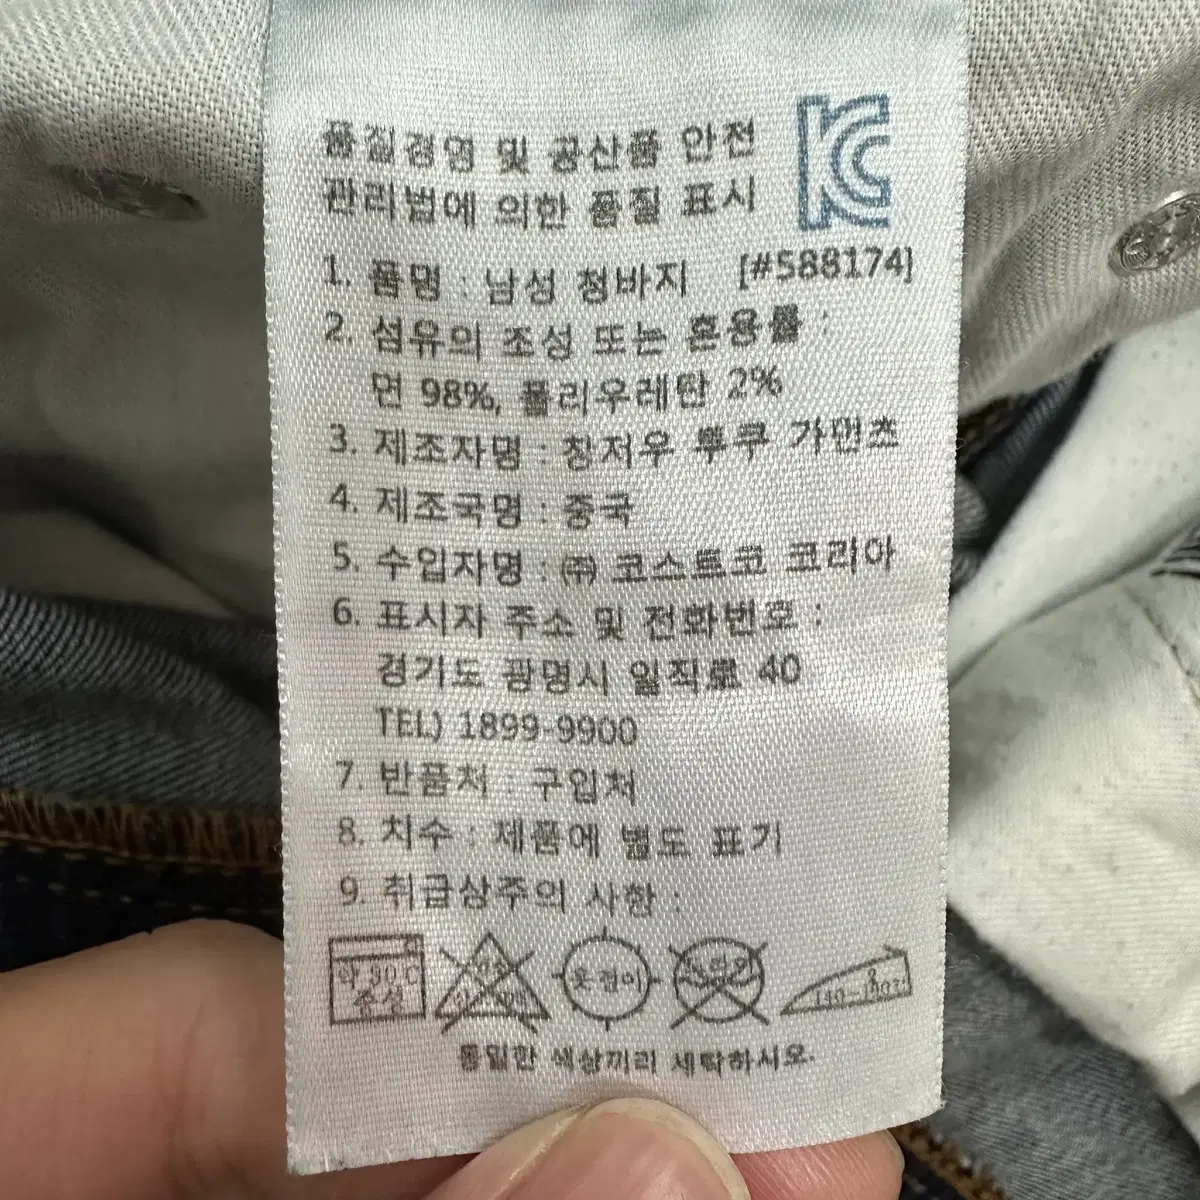 품질경영 및 공산품 안전
관리법에 의한 품질 표시
1. 품명 : 남성 청바지 [#588174]
2. 섬유의 조성 또는 혼용률 :
면 98%, 폴리우레탄 2%
3. 제조자명 : 창저우 뚜쿠 가먼츠
4. 제조국명 : 중국
5. 수입자명 : ㈜ 코스트코 코리아
6. 표시자 주소 및 전화번호 :
경기도 광명시 일직로 40
TEL) 1899-9900
7. 반품처 : 구입처
8. 치수 : 제품에 별도 표기
9. 취급상주의 사항 :
약 30℃
중성
옷걸이
동일한 색상끼리 세탁하시오.